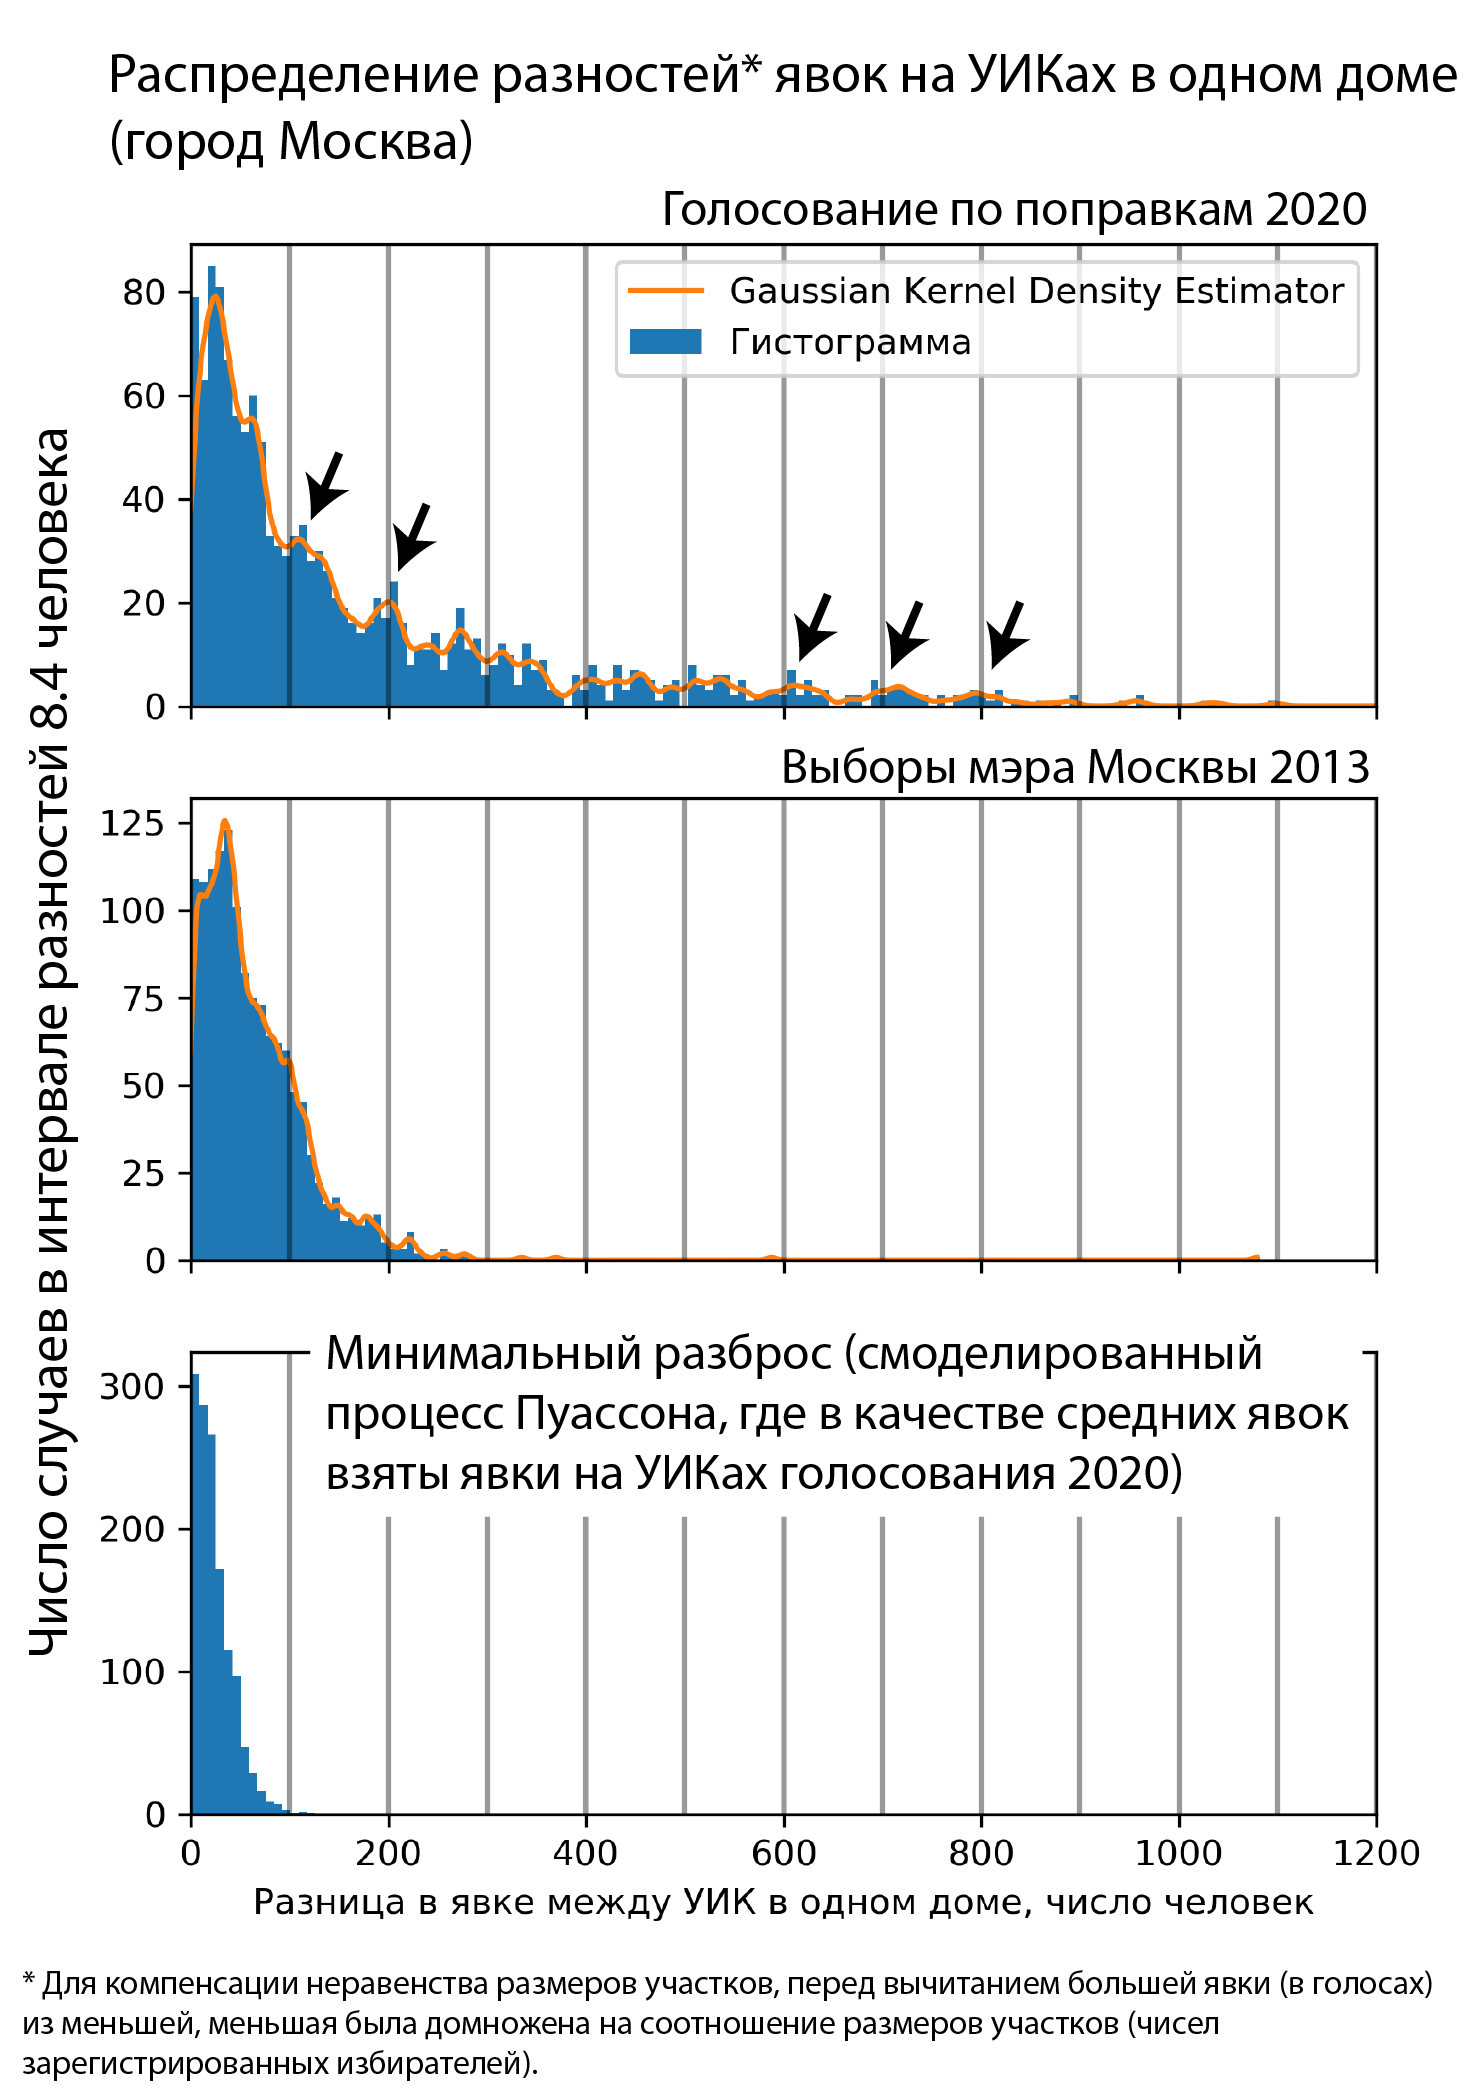 Распределение разностей* явок на УИКах в одном доме
(город Москва)
Голосование по поправкам 2020
Gaussian Kernel Density Estimator
Гистограмма
80
60
40
20
0
Число случаев в интервале разностей 8.4 человека
Выборы мэра Москвы 2013
125
100
75
50
25
0
Минимальный разброс (смоделированный
процесс Пуассона, где в качестве средних явок
взяты явки на УИКах голосования 2020)
300
200
100
0
0 200 400 600 800 1000 1200
Разница в явке между УИК в одном доме, число человек
* Для компенсации неравенства размеров участков, перед вычитанием большей явки (в голосах)
из меньшей, меньшая была домножена на соотношение размеров участков (чисел
зарегистрированных избирателей).